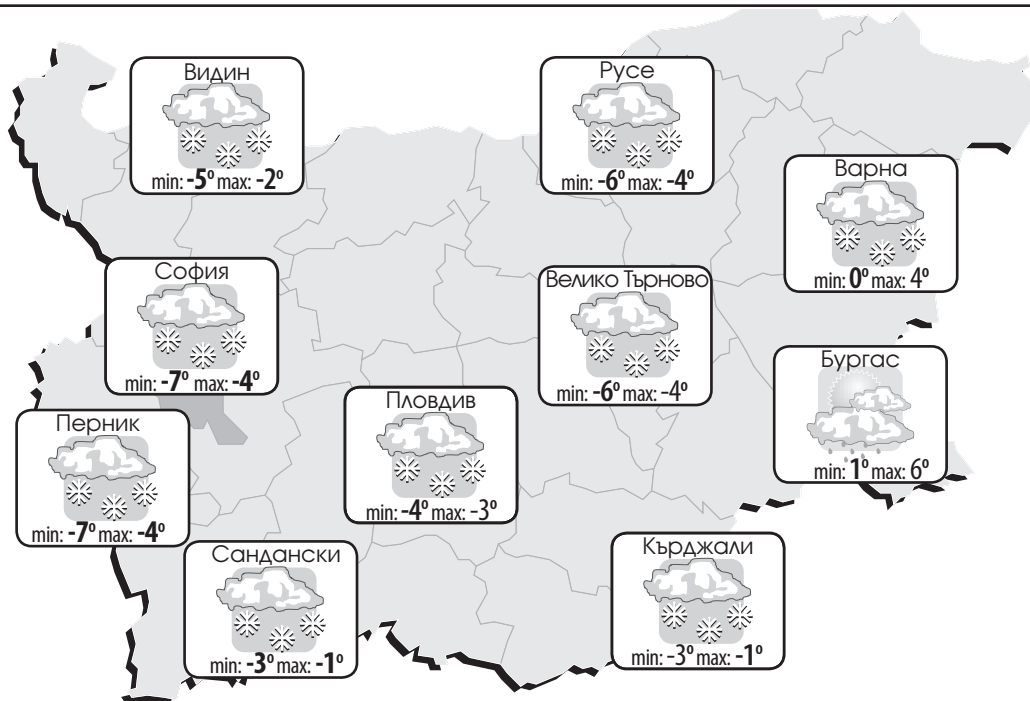 Видин
min: -5° max: -2°
Русе
min: -6° max: -4°
Варна
min: 0° max: 4°
София
min: -7° max: -4°
Велико Търново
min: -6° max: -4°
Бургас
min: 1° max: 6°
Пловдив
min: -4° max: -3°
Перник
min: -7° max: -4°
Сандански
min: -3° max: -1°
Кърджали
min: -3° max: -1°